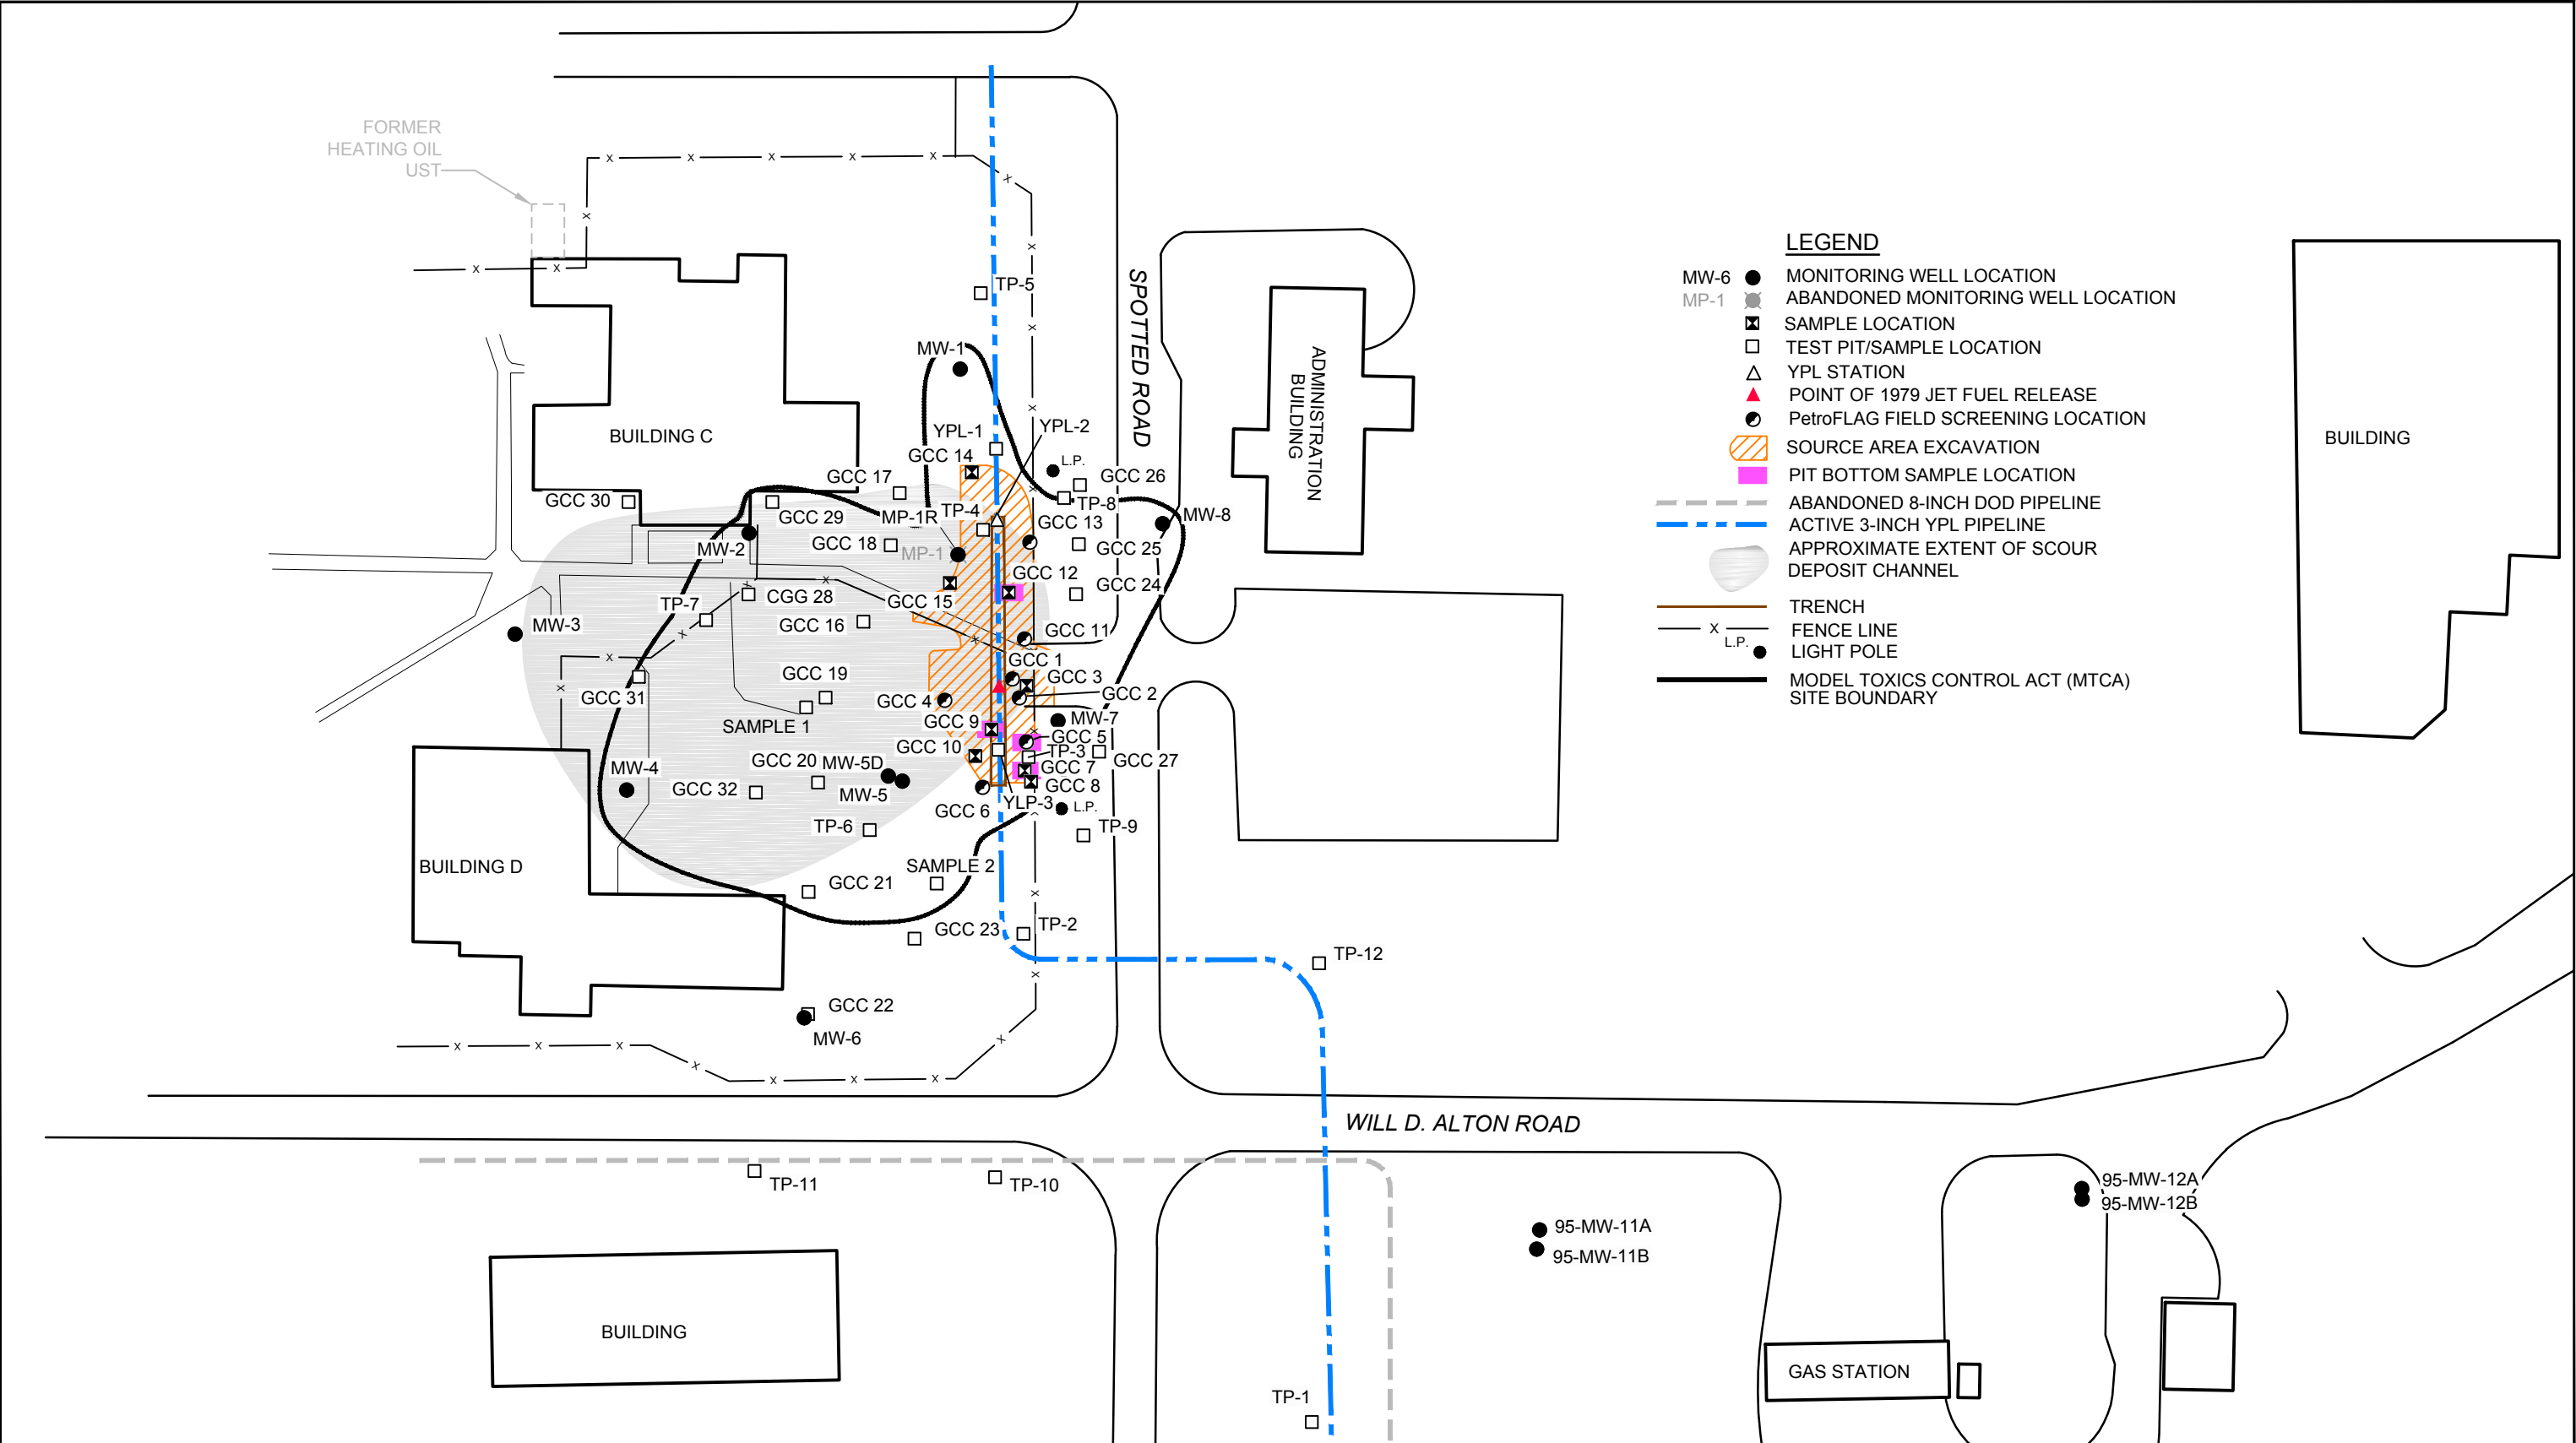 FORMER
HEATING OIL
UST
TP-5
MW-1
SPOTTED ROAD
ADMINISTRATION
BUILDING
BUILDING C
YPL-1
YPL-2
GCC 14
L.P.
GCC 17
GCC 26
GCC 30
TP-8
GCC 29
MP-1R
TP-4
GCC 13
MW-8
MW-2
GCC 18
MP-1
GCC 25
GCC 12
GCC 24
TP-7
CGG 28
GCC 15
MW-3
GCC 16
GCC 11
GCC 1
GCC 3
GCC 19
GCC 31
GCC 4
GCC 2
SAMPLE 1
GCC 9
MW-7
GCC 5
GCC 10
TP-3
GCC 27
MW-4
GCC 20
MW-5D
GCC 7
GCC 32
MW-5
GCC 8
GCC 6
YLP-3
L.P.
TP-6
TP-9
BUILDING D
SAMPLE 2
GCC 21
GCC 23
TP-2
TP-12
GCC 22
MW-6
WILL D. ALTON ROAD
TP-11
TP-10
95-MW-11A
95-MW-11B
95-MW-12A
95-MW-12B
BUILDING
GAS STATION
TP-1
BUILDING
LEGEND
MW-6 MONITORING WELL LOCATION
MP-1 ABANDONED MONITORING WELL LOCATION
SAMPLE LOCATION
TEST PIT/SAMPLE LOCATION
YPL STATION
POINT OF 1979 JET FUEL RELEASE
PetroFLAG FIELD SCREENING LOCATION
SOURCE AREA EXCAVATION
PIT BOTTOM SAMPLE LOCATION
ABANDONED 8-INCH DOD PIPELINE
ACTIVE 3-INCH YPL PIPELINE
APPROXIMATE EXTENT OF SCOUR
DEPOSIT CHANNEL
TRENCH
X FENCE LINE
L.P. LIGHT POLE
MODEL TOXICS CONTROL ACT (MTCA)
SITE BOUNDARY